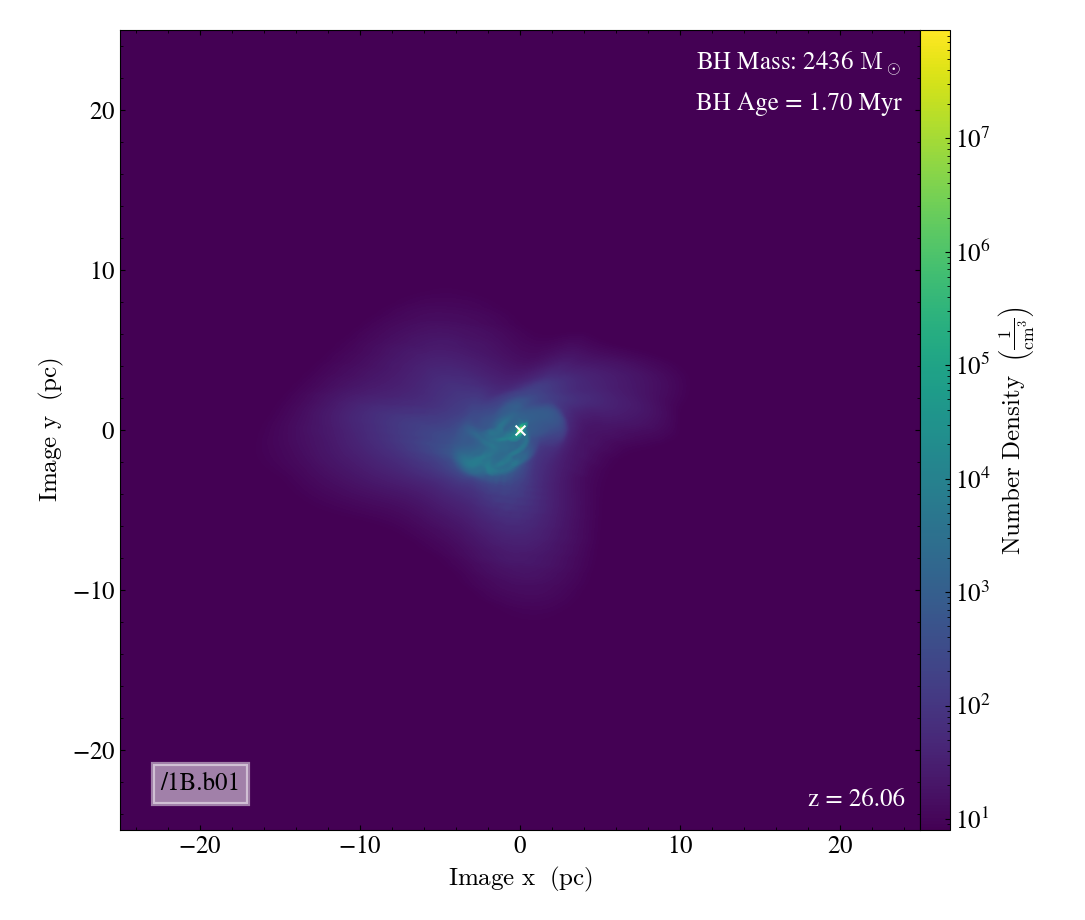 BH Mass: 2436 M☉
BH Age = 1.70 Myr
20
10
0
−10
−20
Image y (pc)
/1B.b01
z = 26.06
−20 −10 0 10 20
Image x (pc)
10⁷
10⁶
10⁵
10⁴
10³
10²
10¹
Number Density (1/cm³)